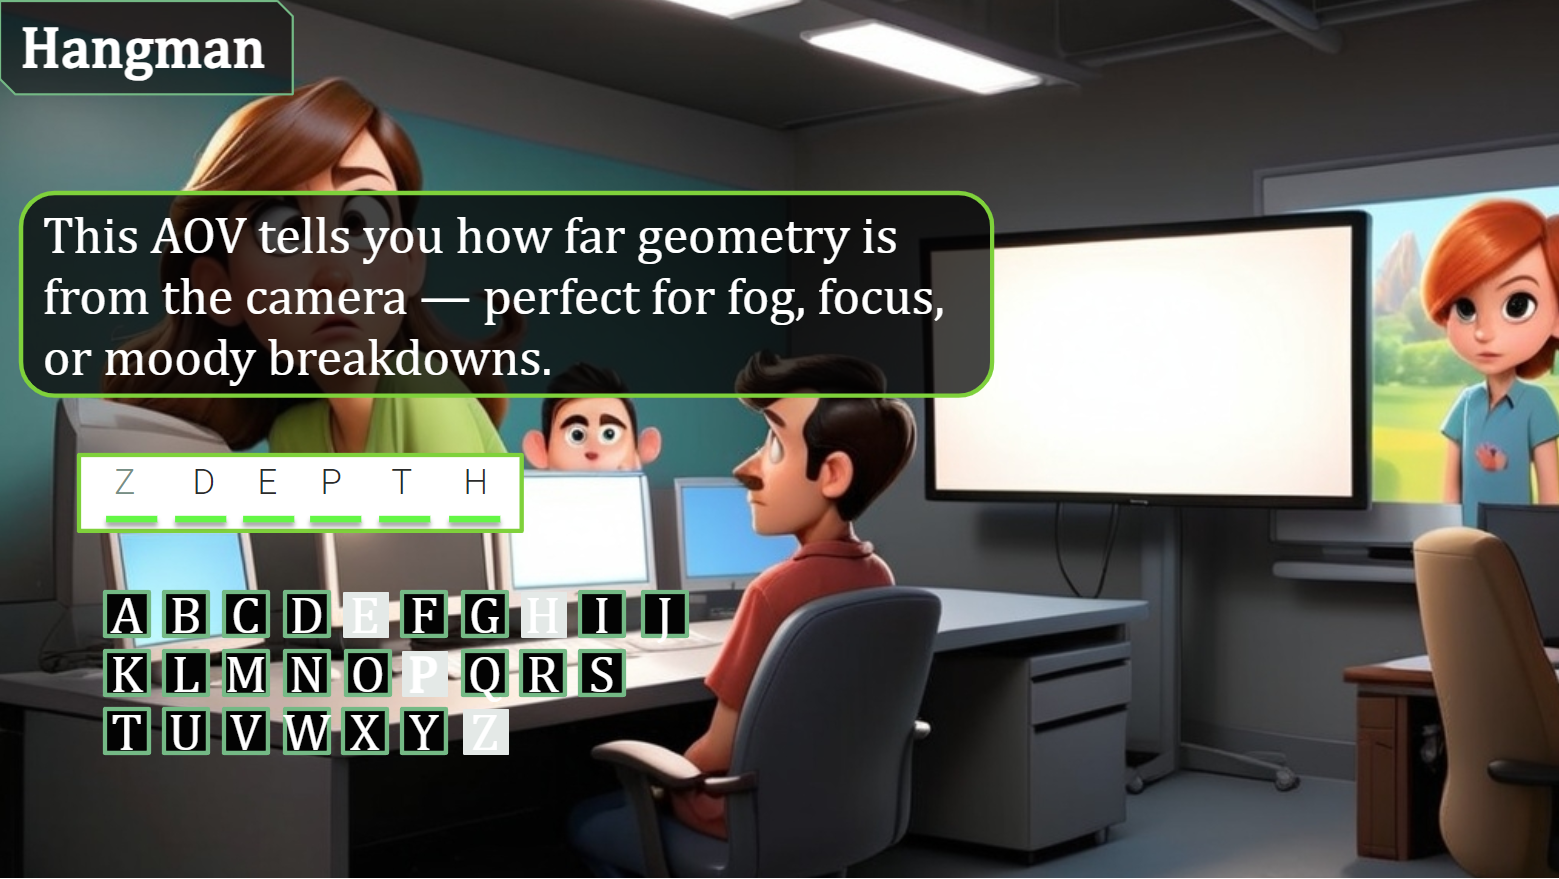 Hangman
This AOV tells you how far geometry is
from the camera — perfect for fog, focus,
or moody breakdowns.
Z D E P T H
A B C D E F G H I J
K L M N O P Q R S
T U V W X Y Z